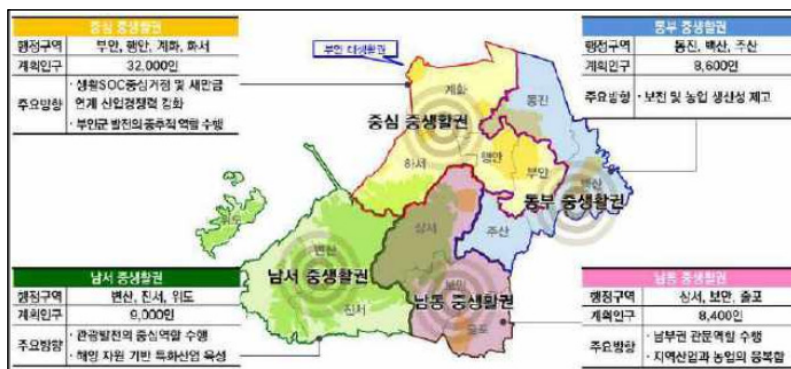 중심 중생활권
행정구역 부안, 행안, 계화, 화서
계획인구 32,000인
주요방향
· 생활SOC중심거점 및 새만금
연계 산업경쟁력 강화
· 부안군 발전의 중추적 역할 수행
동부 중생활권
행정구역 동진, 백산, 주산
계획인구 8,600인
주요방향 · 보전 및 농업 생산성 제고
부안 대생활권
계화
동진
중심 중생활권
하서
행안
부안
백산
동부 중생활권
위도
상서
주산
변산
남서 중생활권
보안
남동 중생활권
진서
줄포
남서 중생활권
행정구역 변산, 진서, 위도
계획인구 9,000인
주요방향
· 관광발전의 중심역할 수행
· 해양 자원 기반 특화산업 육성
남동 중생활권
행정구역 상서, 보안, 줄포
계획인구 8,400인
주요방향
· 남부권 관문역할 수행
· 지역산업과 농업의 융복합